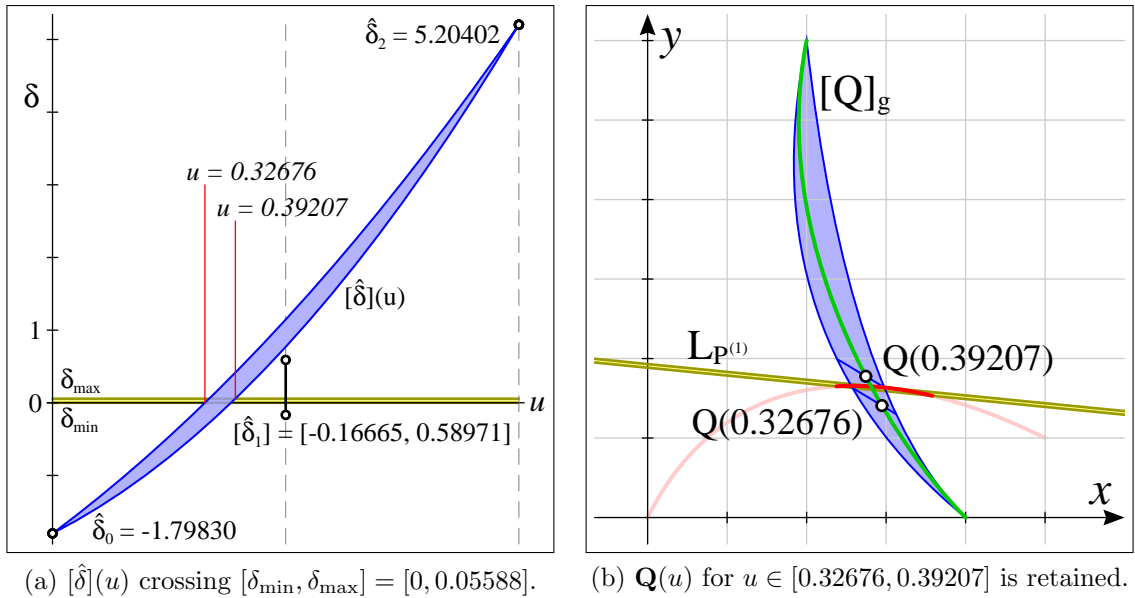 δ̂₂ = 5.20402
δ
u = 0.32676
u = 0.39207
[δ̂](u)
1
δmax
0
δmin
u
[δ̂₁] = [-0.16665, 0.58971]
δ̂₀ = -1.79830
(a) [δ̂](u) crossing [δmin, δmax] = [0, 0.05588].
y
[Q]g
L_P⁽¹⁾
Q(0.39207)
Q(0.32676)
x
(b) Q(u) for u ∈ [0.32676, 0.39207] is retained.